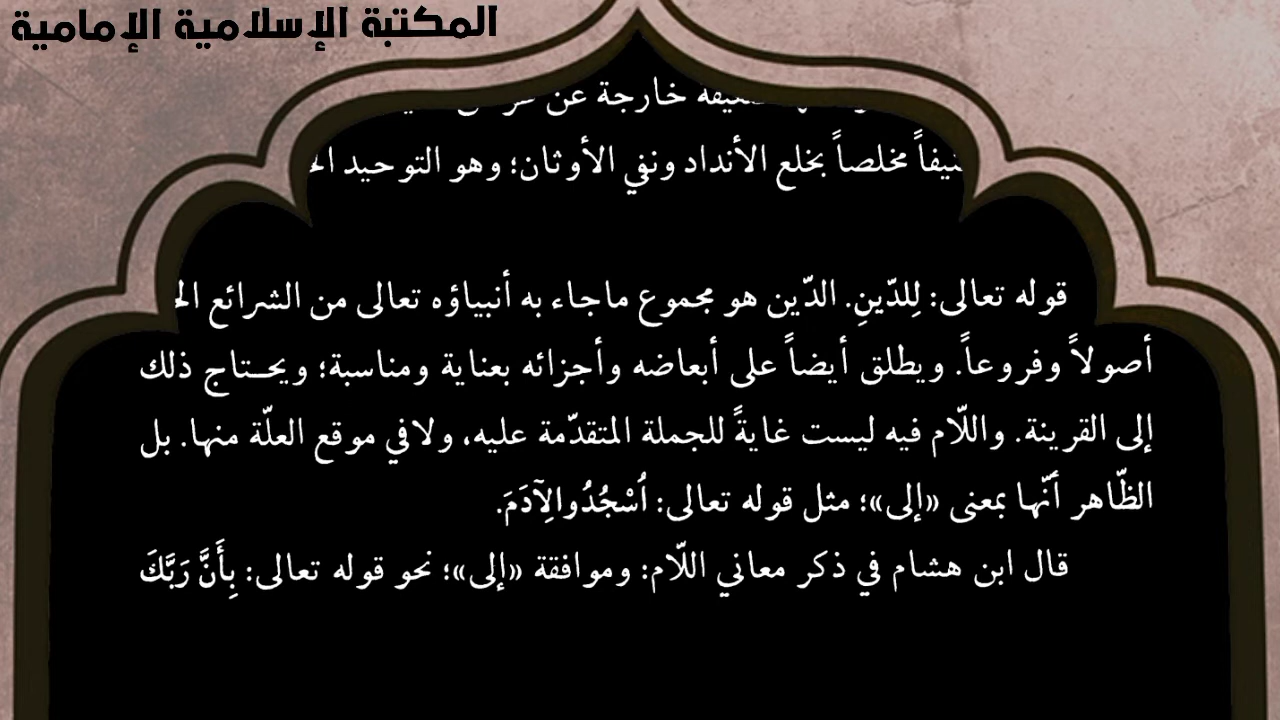 المكتبة الإسلامية الإمامية
خارجة عن
مخلصاً بخلع الأنداد ونفي الأوثان؛ وهو التوحيد
قوله تعالى: لِلدّينِ. الدّين هو مجموع ماجاء به أنبياؤه تعالى من الشرائع
أصولاً وفروعاً. ويطلق أيضاً على أبعاضه وأجزائه بعناية ومناسبة؛ ويحـتاج ذلك
إلى القرينة. واللّام فيه ليست غايةً للجملة المتقدّمة عليه، ولافي موقع العلّة منها. بل
الظّاهر أنّها بمعنى «إلى»؛ مثل قوله تعالى: اُسْجُدُوالِآدَمَ.
قال ابن هشام في ذكر معاني اللّام: وموافقة «إلى»؛ نحو قوله تعالى: بِأَنَّ رَبَّكَ